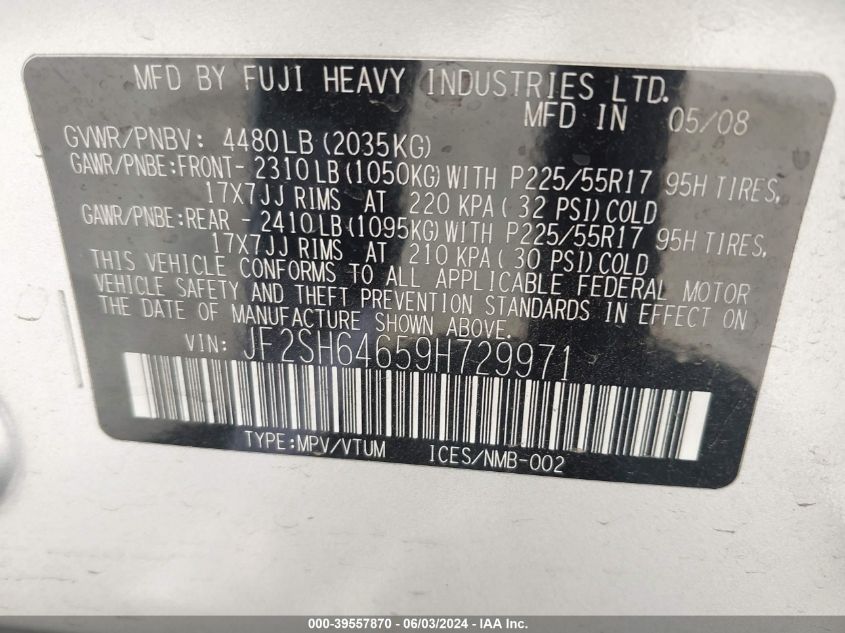 MFD BY FUJI HEAVY INDUSTRIES LTD.
MFD IN 05/08
GVWR/PNBV: 4480LB (2035KG)
GAWR/PNBE:FRONT- 2310LB (1050KG) WITH P225/55R17 95H TIRES,
17X7JJ RIMS AT 220 KPA ( 32 PSI) COLD
GAWR/PNBE:REAR - 2410LB (1095KG) WITH P225/55R17 95H TIRES,
17X7JJ RIMS AT 210 KPA ( 30 PSI) COLD
THIS VEHICLE CONFORMS TO ALL APPLICABLE FEDERAL MOTOR
VEHICLE SAFETY AND THEFT PREVENTION STANDARDS IN EFFECT ON
THE DATE OF MANUFACTURE SHOWN ABOVE.
VIN: JF2SH64659H729971
TYPE:MPV/VTUM ICES/NMB-002
000-39557870 - 06/03/2024 - IAAI.com